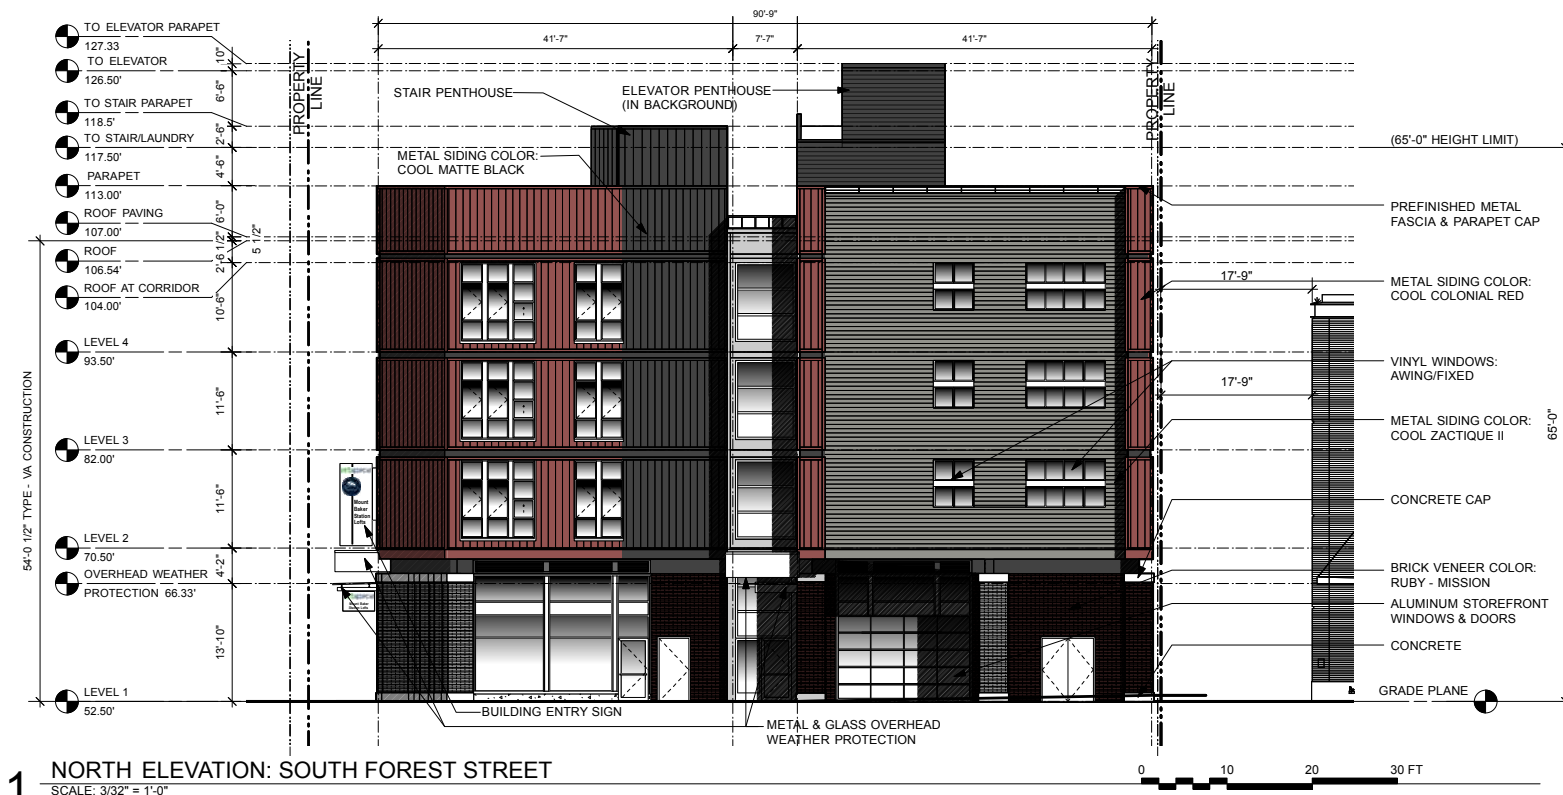 90'-9"
41'-7"
7'-7"
41'-7"
TO ELEVATOR PARAPET
127.33
TO ELEVATOR
126.50'
TO STAIR PARAPET
118.5'
TO STAIR/LAUNDRY
117.50'
PARAPET
113.00'
ROOF PAVING
107.00'
ROOF
106.54'
ROOF AT CORRIDOR
104.00'
LEVEL 4
93.50'
LEVEL 3
82.00'
LEVEL 2
70.50'
OVERHEAD WEATHER
PROTECTION 66.33'
LEVEL 1
52.50'
10"
6'-6"
2'-6"
4'-6"
6'-0"
5 1/2"
2'-6 1/2"
10'-6"
11'-6"
11'-6"
4'-2"
13'-10"
54'-0 1/2" TYPE - VA CONSTRUCTION
PROPERTY
LINE
STAIR PENTHOUSE
ELEVATOR PENTHOUSE
(IN BACKGROUND)
METAL SIDING COLOR:
COOL MATTE BLACK
PROPERTY
LINE
(65'-0" HEIGHT LIMIT)
PREFINISHED METAL
FASCIA & PARAPET CAP
17'-9"
METAL SIDING COLOR:
COOL COLONIAL RED
VINYL WINDOWS:
AWING/FIXED
17'-9"
METAL SIDING COLOR:
COOL ZACTIQUE II
65'-0"
CONCRETE CAP
BRICK VENEER COLOR:
RUBY - MISSION
ALUMINUM STOREFRONT
WINDOWS & DOORS
CONCRETE
GRADE PLANE
Mount
Baker
Station
Lofts
Mount Baker
Station Lofts
BUILDING ENTRY SIGN
METAL & GLASS OVERHEAD
WEATHER PROTECTION
1
NORTH ELEVATION: SOUTH FOREST STREET
SCALE: 3/32" = 1'-0"
0 10 20 30 FT